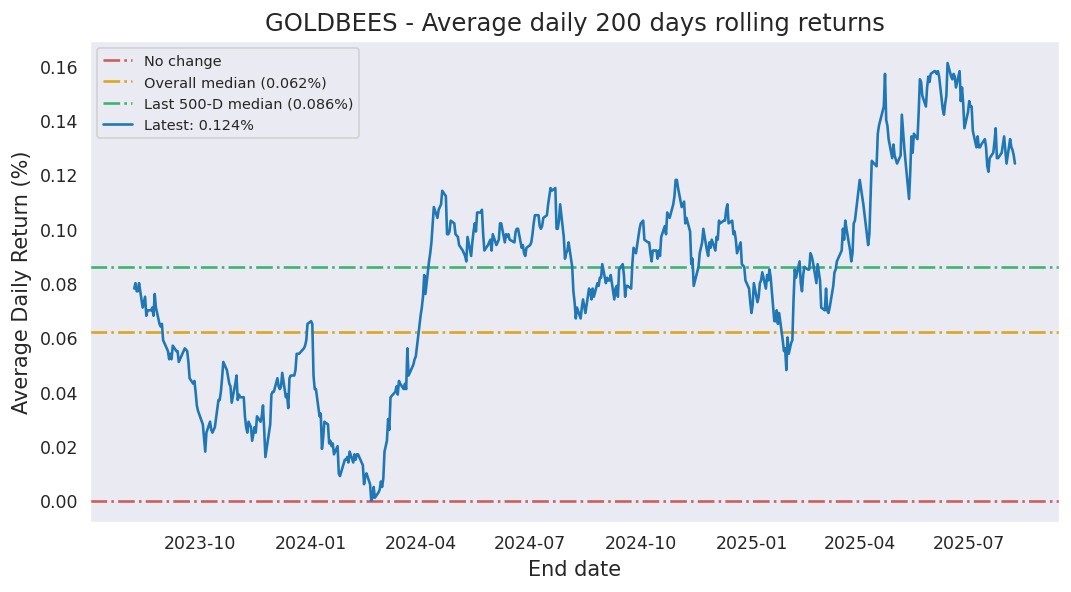 GOLDBEES - Average daily 200 days rolling returns
No change
Overall median (0.062%)
Last 500-D median (0.086%)
Latest: 0.124%
Average Daily Return (%)
0.16
0.14
0.12
0.10
0.08
0.06
0.04
0.02
0.00
2023-10 2024-01 2024-04 2024-07 2024-10 2025-01 2025-04 2025-07
End date